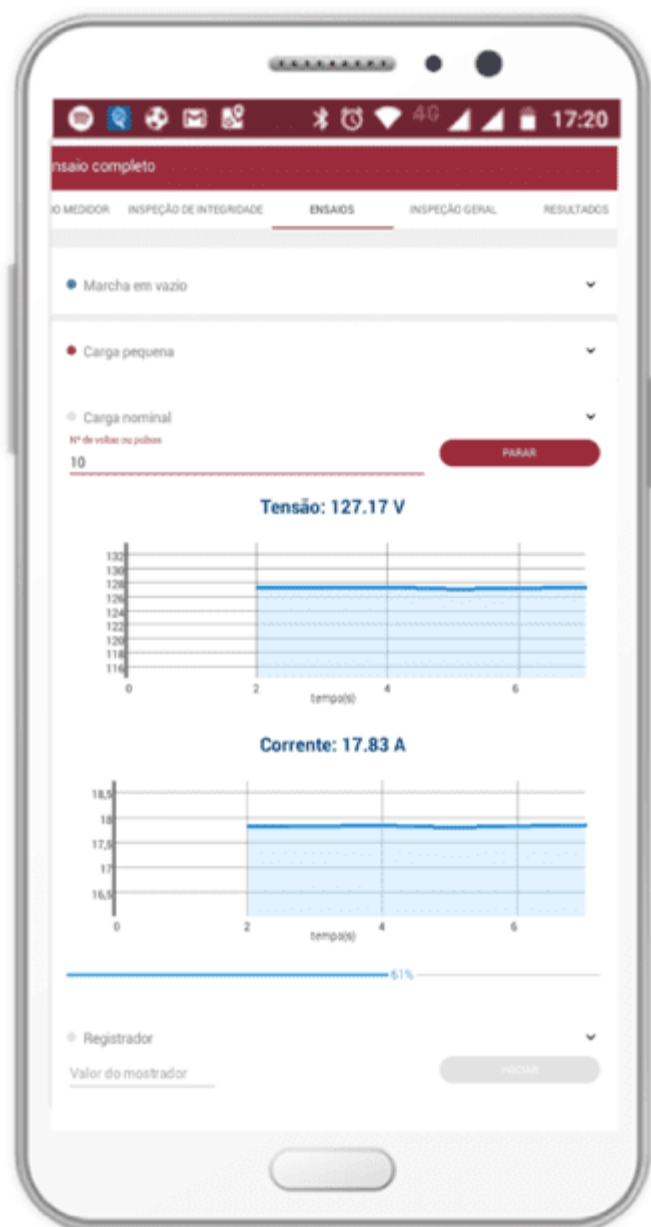 4G 17:20
nsaio completo
DO MEDIDOR INSPEÇÃO DE INTEGRIDADE ENSAIOS INSPEÇÃO GERAL RESULTADOS
Marcha em vazio
Carga pequena
Carga nominal
Nº de voltas ou pulsos
10
PARAR
Tensão: 127.17 V
132
130
128
126
124
122
120
118
116
0 2 4 6
tempo(s)
Corrente: 17.83 A
18,5
18
17,5
17
16,5
0 2 4 6
tempo(s)
61%
Registrador
Valor do mostrador
INICIAR